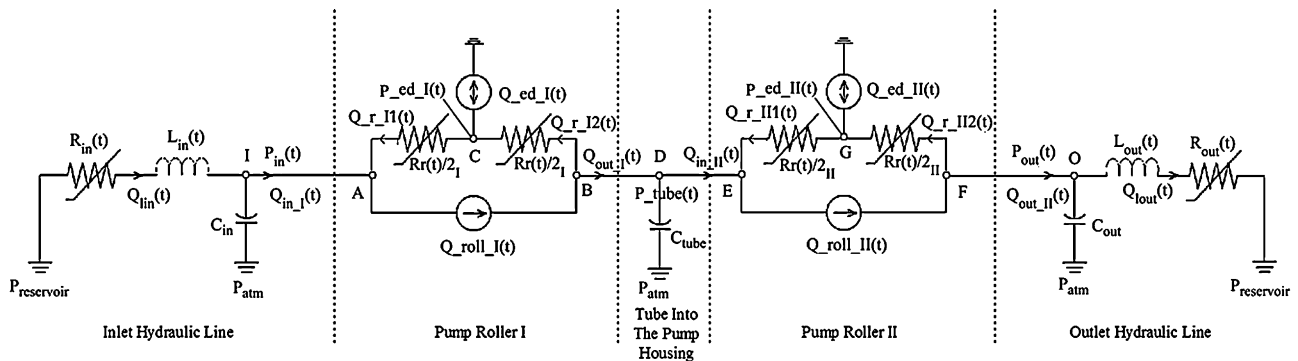 R_in(t)
L_in(t)
Q_lin(t)
I
P_in(t)
Q_in_I(t)
C_in
P_reservoir
P_atm
Inlet Hydraulic Line
P_ed_I(t)
Q_ed_I(t)
Q_r_I1(t)
Q_r_I2(t)
C
Rr(t)/2_I
Rr(t)/2_I
A
B
Q_roll_I(t)
Pump Roller I
Q_out_I(t)
D
P_tube(t)
C_tube
P_atm
Tube Into
The Pump
Housing
Q_in_II(t)
P_ed_II(t)
Q_ed_II(t)
Q_r_II1(t)
Q_r_II2(t)
G
Rr(t)/2_II
Rr(t)/2_II
E
F
Q_roll_II(t)
Pump Roller II
P_out(t)
Q_out_II(t)
O
L_out(t)
Q_lout(t)
R_out(t)
C_out
P_atm
P_reservoir
Outlet Hydraulic Line